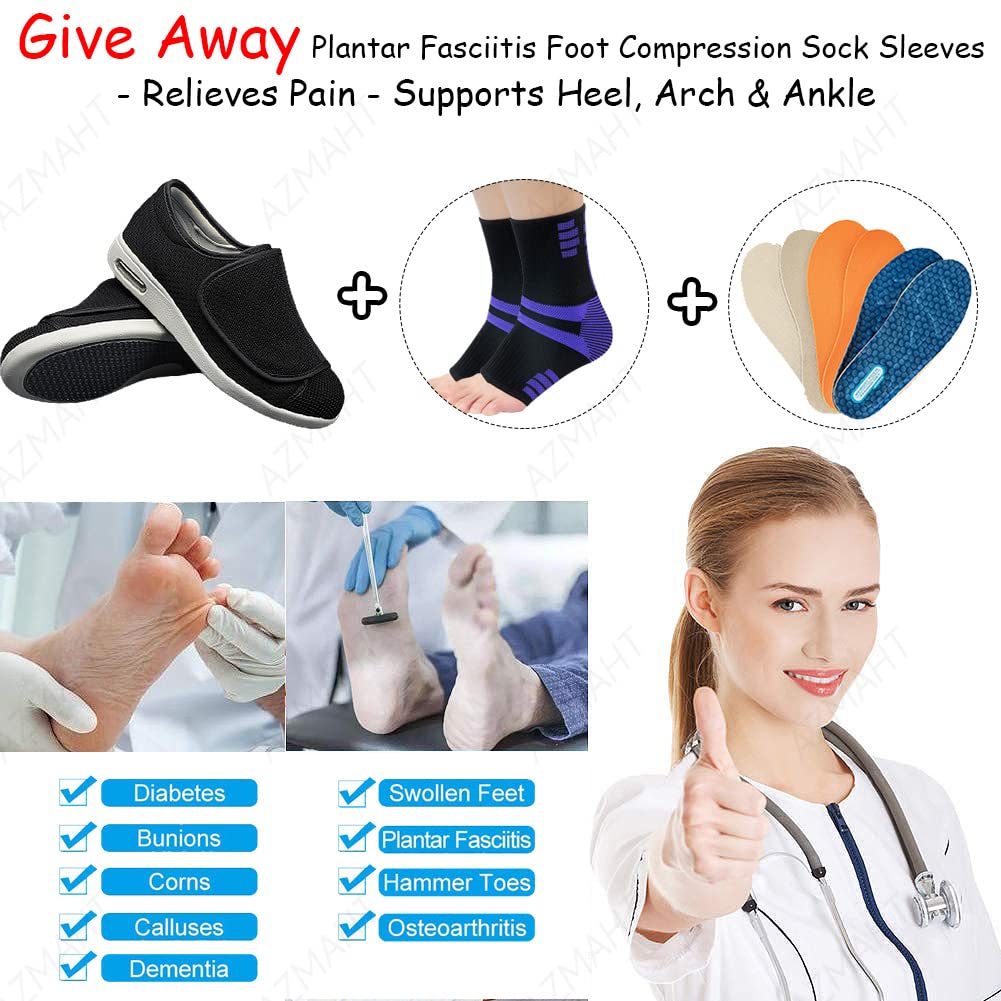 Give Away Plantar Fasciitis Foot Compression Sock Sleeves
- Relieves Pain - Supports Heel, Arch & Ankle
AZMAHT
Diabetes
Bunions
Corns
Calluses
Dementia
Swollen Feet
Plantar Fasciitis
Hammer Toes
Osteoarthritis